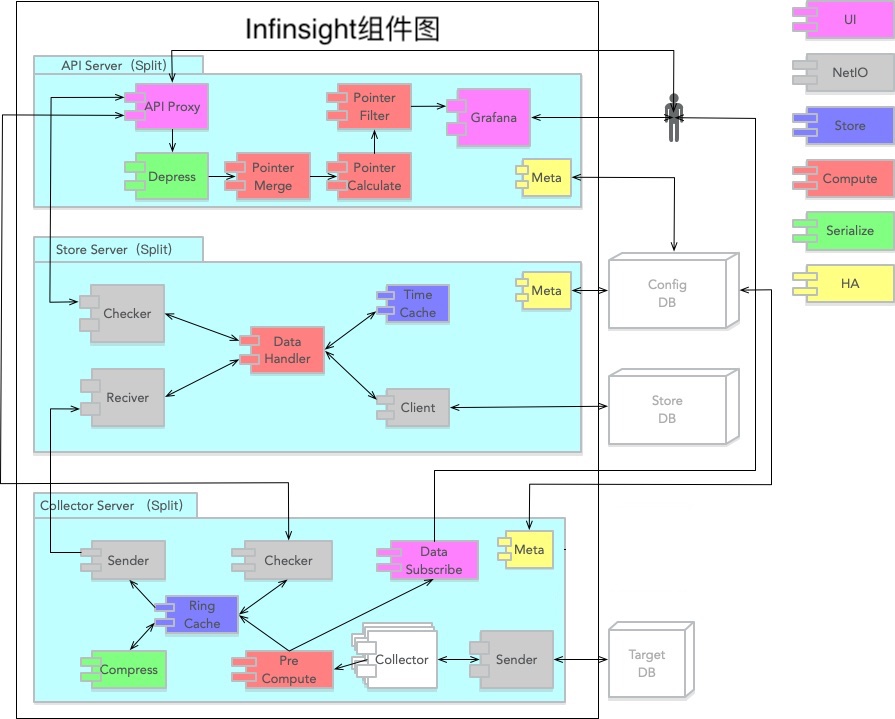 Infinsight组件图
UI
NetIO
Store
Compute
Serialize
HA
API Server（Split）
API Proxy
Pointer
Filter
Grafana
Depress
Pointer
Merge
Pointer
Calculate
Meta
Store Server（Split）
Checker
Time
Cache
Meta
Config
DB
Data
Handler
Reciver
Client
Store
DB
Collector Server （Split）
Sender
Checker
Data
Subscribe
Meta
Ring
Cache
Compress
Pre
Compute
Collector
Sender
Target
DB